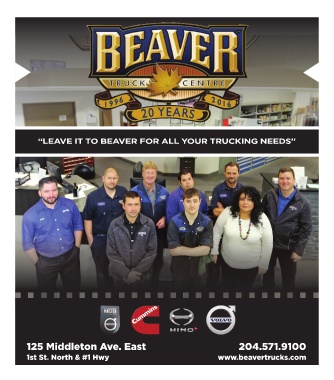 BEAVER
TRUCK CENTRE
1996 2016
20 YEARS
“LEAVE IT TO BEAVER FOR ALL YOUR TRUCKING NEEDS”
Cummins
HINO
VOLVO
125 Middleton Ave. East
204.571.9100
1st St. North & #1 Hwy
www.beavertrucks.com